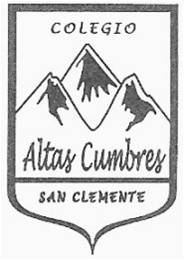 COLEGIO
Altas Cumbres
SAN CLEMENTE